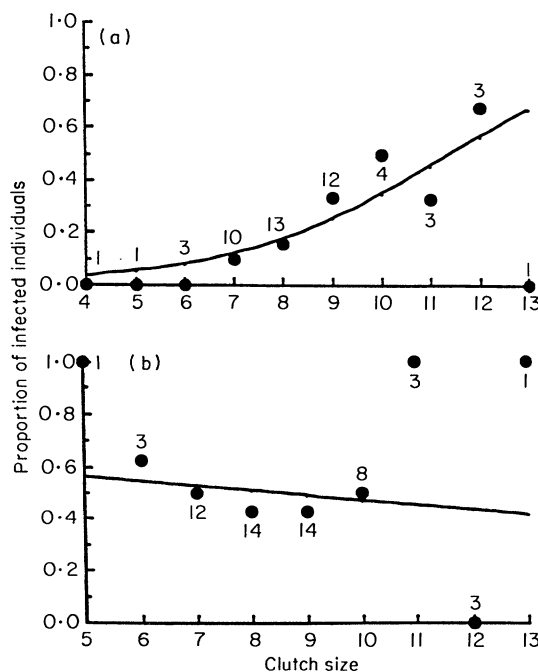 Proportion of infected individuals
(a)
1·0
0·8
0·6
0·4
0·2
0·0
1 1 3 10 13 12 4 3 3 1
4 5 6 7 8 9 10 11 12 13
(b)
1·0
0·8
0·6
0·4
0·2
0·0
1 3 12 14 14 8 3 3 1
5 6 7 8 9 10 11 12 13
Clutch size